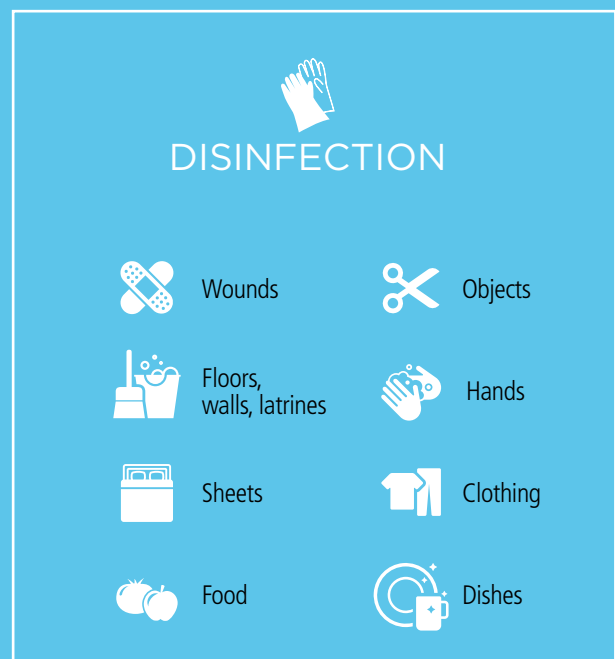 DISINFECTION
Wounds
Objects
Floors,
walls, latrines
Hands
Sheets
Clothing
Food
Dishes